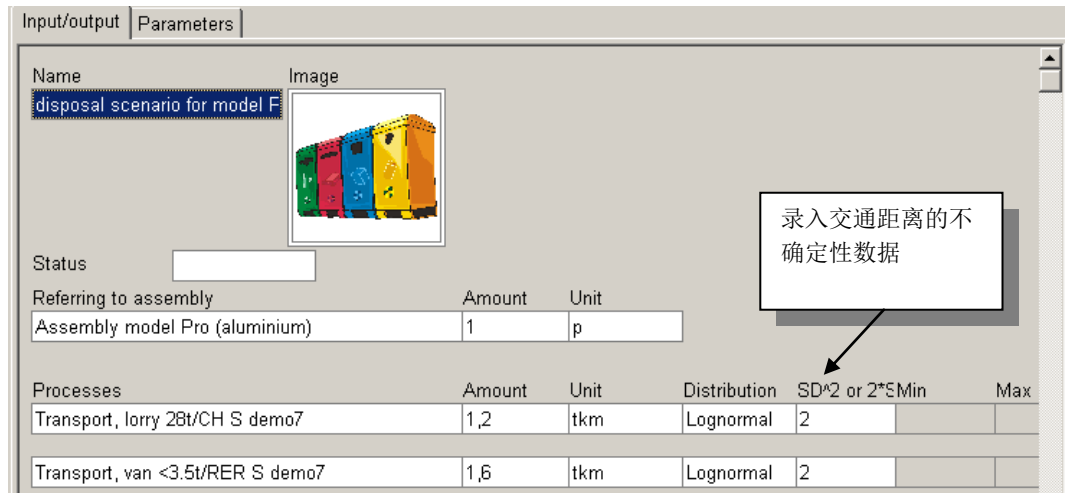 Input/output Parameters
Name Image
disposal scenario for model F
录入交通距离的不
确定性数据
Status
Referring to assembly Amount Unit
Assembly model Pro (aluminium) 1 p
Processes Amount Unit Distribution SD^2 or 2*S Min Max
Transport, lorry 28t/CH S demo7 1,2 tkm Lognormal 2
Transport, van <3.5t/RER S demo7 1,6 tkm Lognormal 2